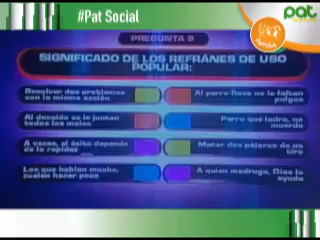 #Pat Social
pat
PREGUNTA 9
SIGNIFICADO DE LOS REFRANES DE USO
POPULAR:
Resolver dos problemas
con la misma acción
Al perro flaco no le faltan
pulgas
Al decaído se le juntan
todos los males
Perro que ladra, no
muerde
A veces, el éxito depende
de la rapidez
Matar dos pájaros de un
tiro
Los que hablan mucho,
suelen hacer poco
A quien madruga, Dios lo
ayuda